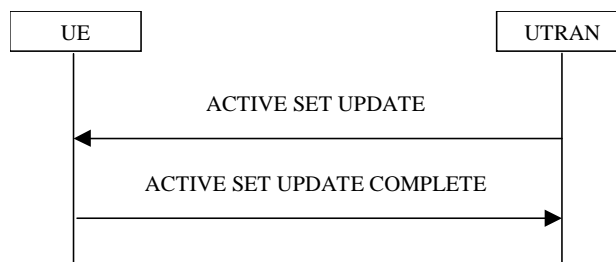 UE
UTRAN
ACTIVE SET UPDATE
ACTIVE SET UPDATE COMPLETE